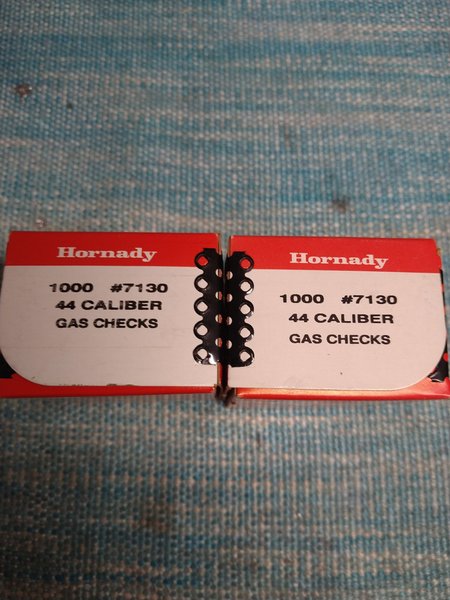 Hornady
1000 #7130
44 CALIBER
GAS CHECKS
Hornady
1000 #7130
44 CALIBER
GAS CHECKS